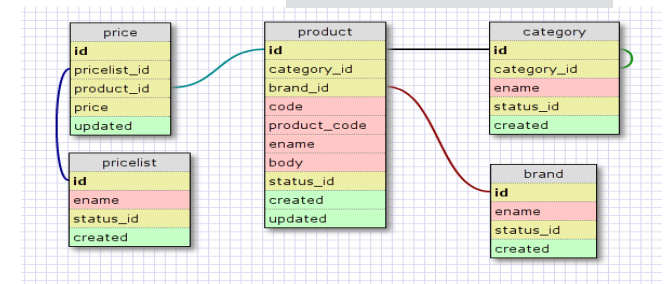 price
id
pricelist_id
product_id
price
updated
pricelist
id
ename
status_id
created
product
id
category_id
brand_id
code
product_code
ename
body
status_id
created
updated
category
id
category_id
ename
status_id
created
brand
id
ename
status_id
created